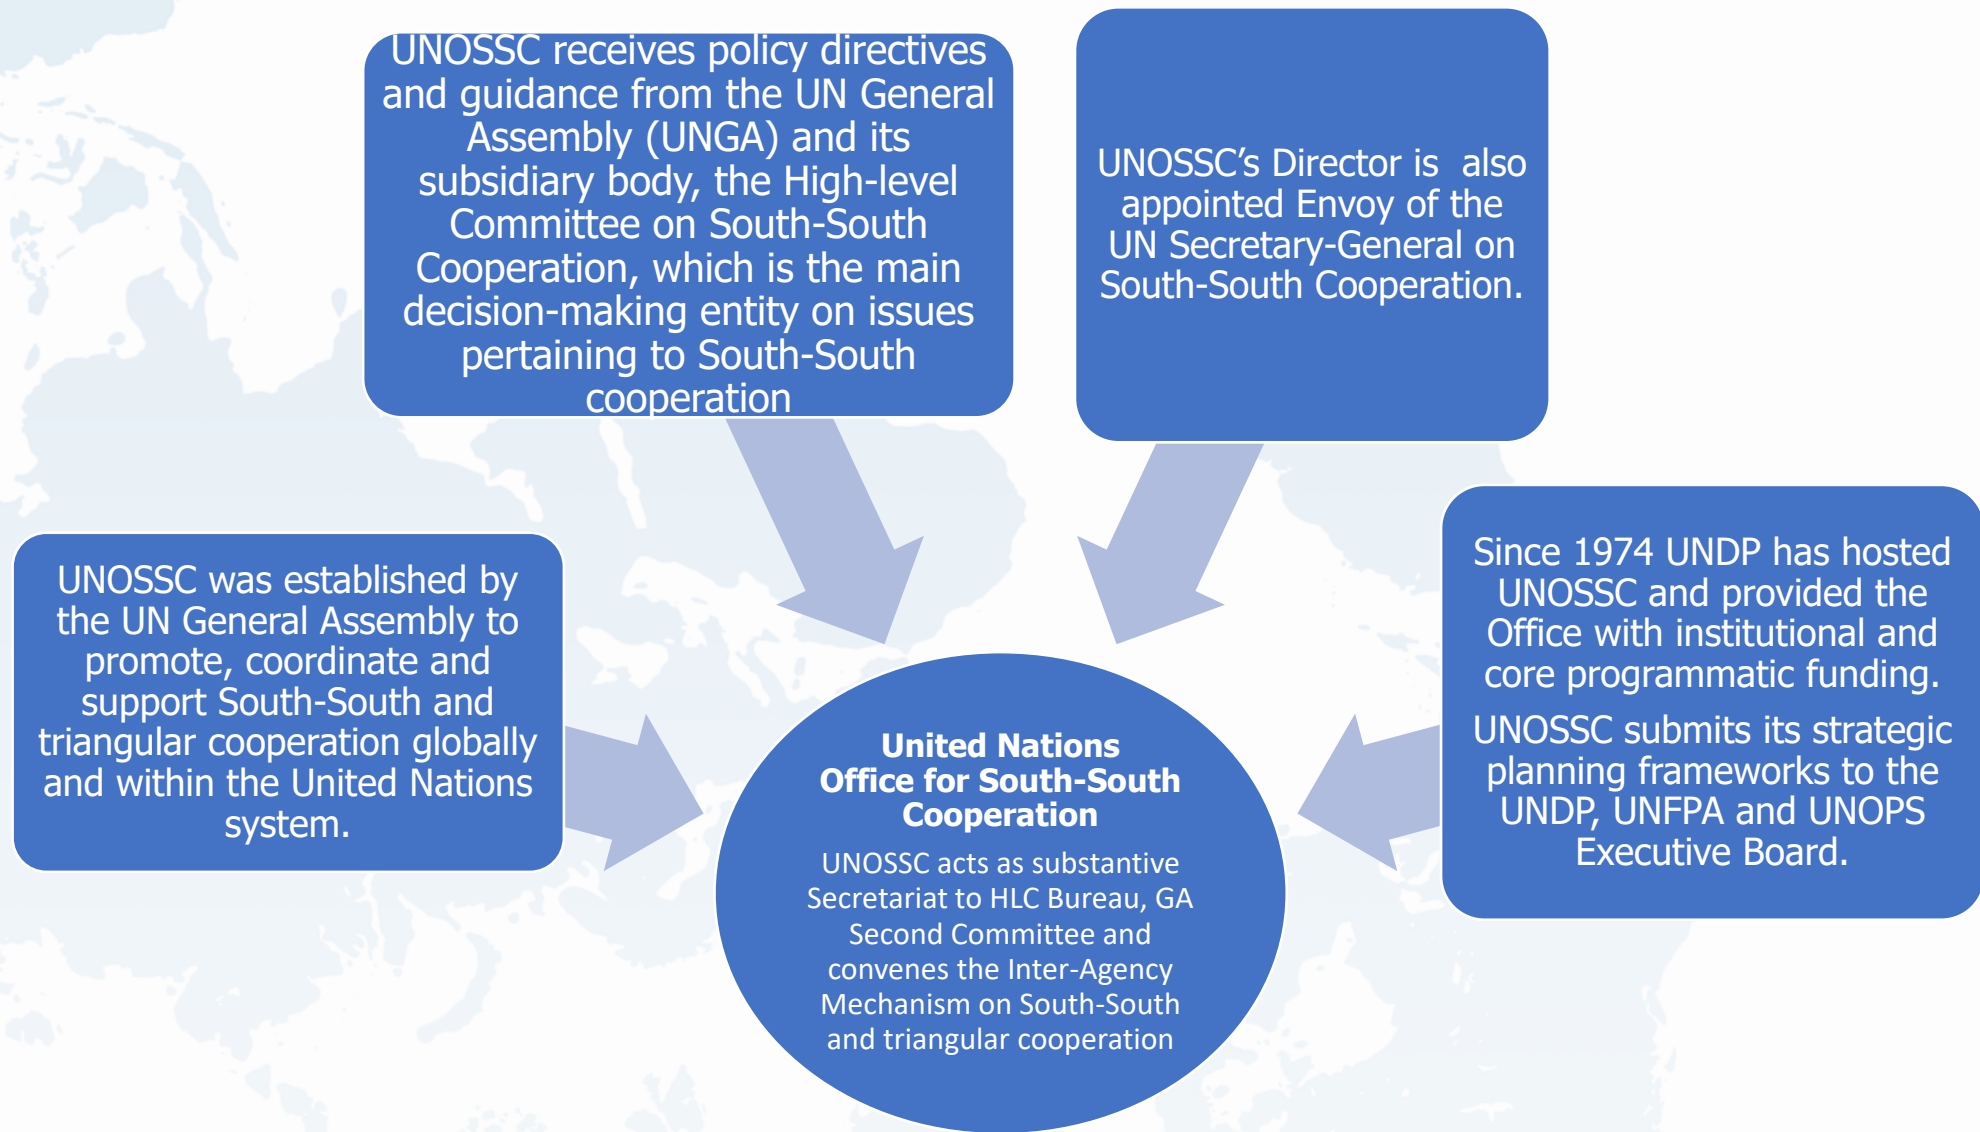 UNOSSC receives policy directives
and guidance from the UN General
Assembly (UNGA) and its
subsidiary body, the High-level
Committee on South-South
Cooperation, which is the main
decision-making entity on issues
pertaining to South-South
cooperation
UNOSSC’s Director is  also
appointed Envoy of the
UN Secretary-General on
South-South Cooperation.
UNOSSC was established by
the UN General Assembly to
promote, coordinate and
support South-South and
triangular cooperation globally
and within the United Nations
system.
Since 1974 UNDP has hosted
UNOSSC and provided the
Office with institutional and
core programmatic funding.
UNOSSC submits its strategic
planning frameworks to the
UNDP, UNFPA and UNOPS
Executive Board.
United Nations
Office for South-South
Cooperation
UNOSSC acts as substantive
Secretariat to HLC Bureau, GA
Second Committee and
convenes the Inter-Agency
Mechanism on South-South
and triangular cooperation